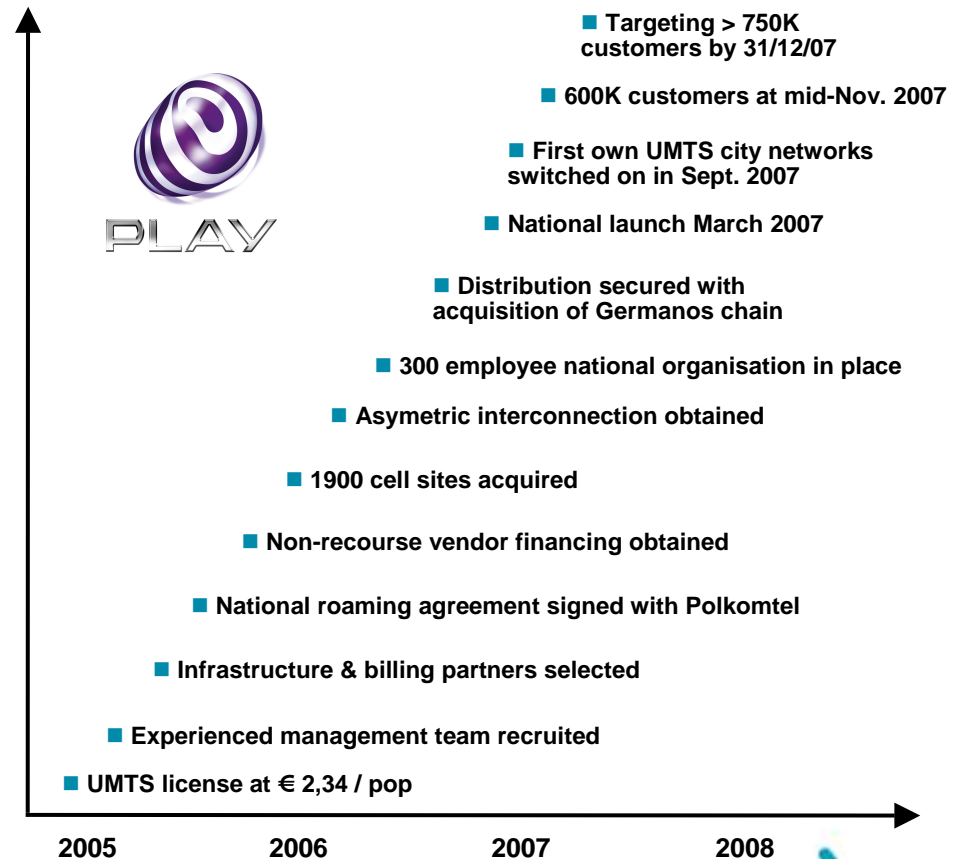 ■ Targeting > 750K
customers by 31/12/07
■ 600K customers at mid-Nov. 2007
■ First own UMTS city networks
switched on in Sept. 2007
PLAY
■ National launch March 2007
■ Distribution secured with
acquisition of Germanos chain
■ 300 employee national organisation in place
■ Asymetric interconnection obtained
■ 1900 cell sites acquired
■ Non-recourse vendor financing obtained
■ National roaming agreement signed with Polkomtel
■ Infrastructure & billing partners selected
■ Experienced management team recruited
■ UMTS license at € 2,34 / pop
2005 2006 2007 2008